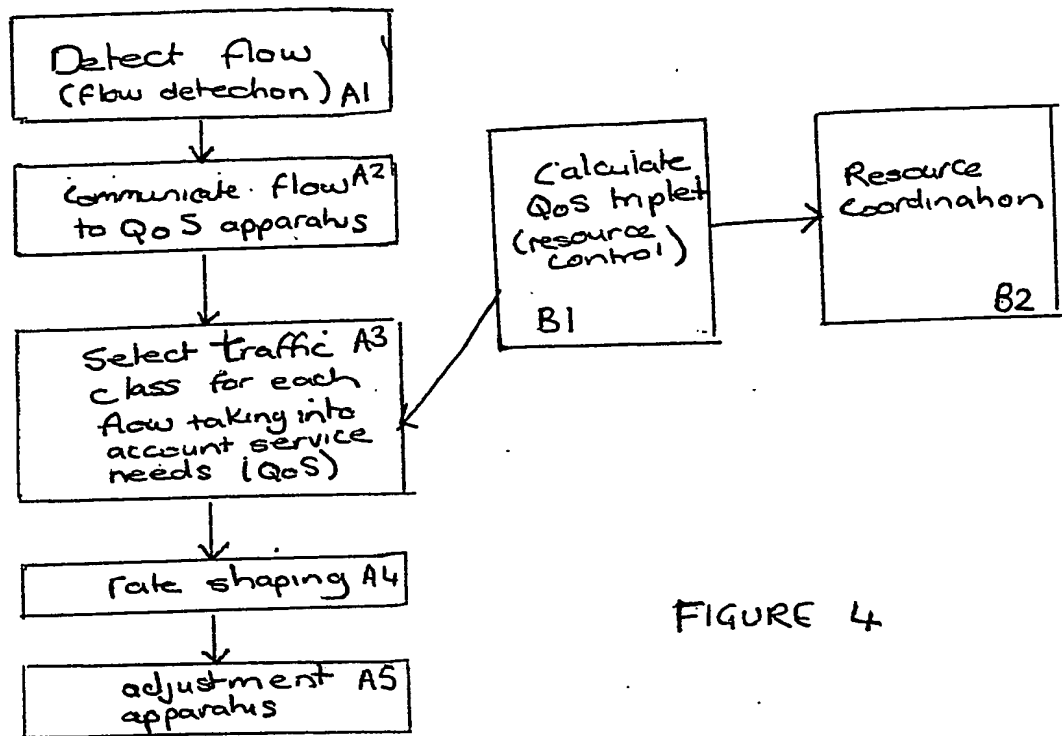 Detect flow
(flow detection) A1
Communicate flow A2
to QoS apparatus
Select traffic A3
class for each
flow taking into
account service
needs (QoS)
rate shaping A4
adjustment A5
apparatus
Calculate
QoS triplet
(resource
control)
B1
Resource
Coordination
B2
FIGURE 4